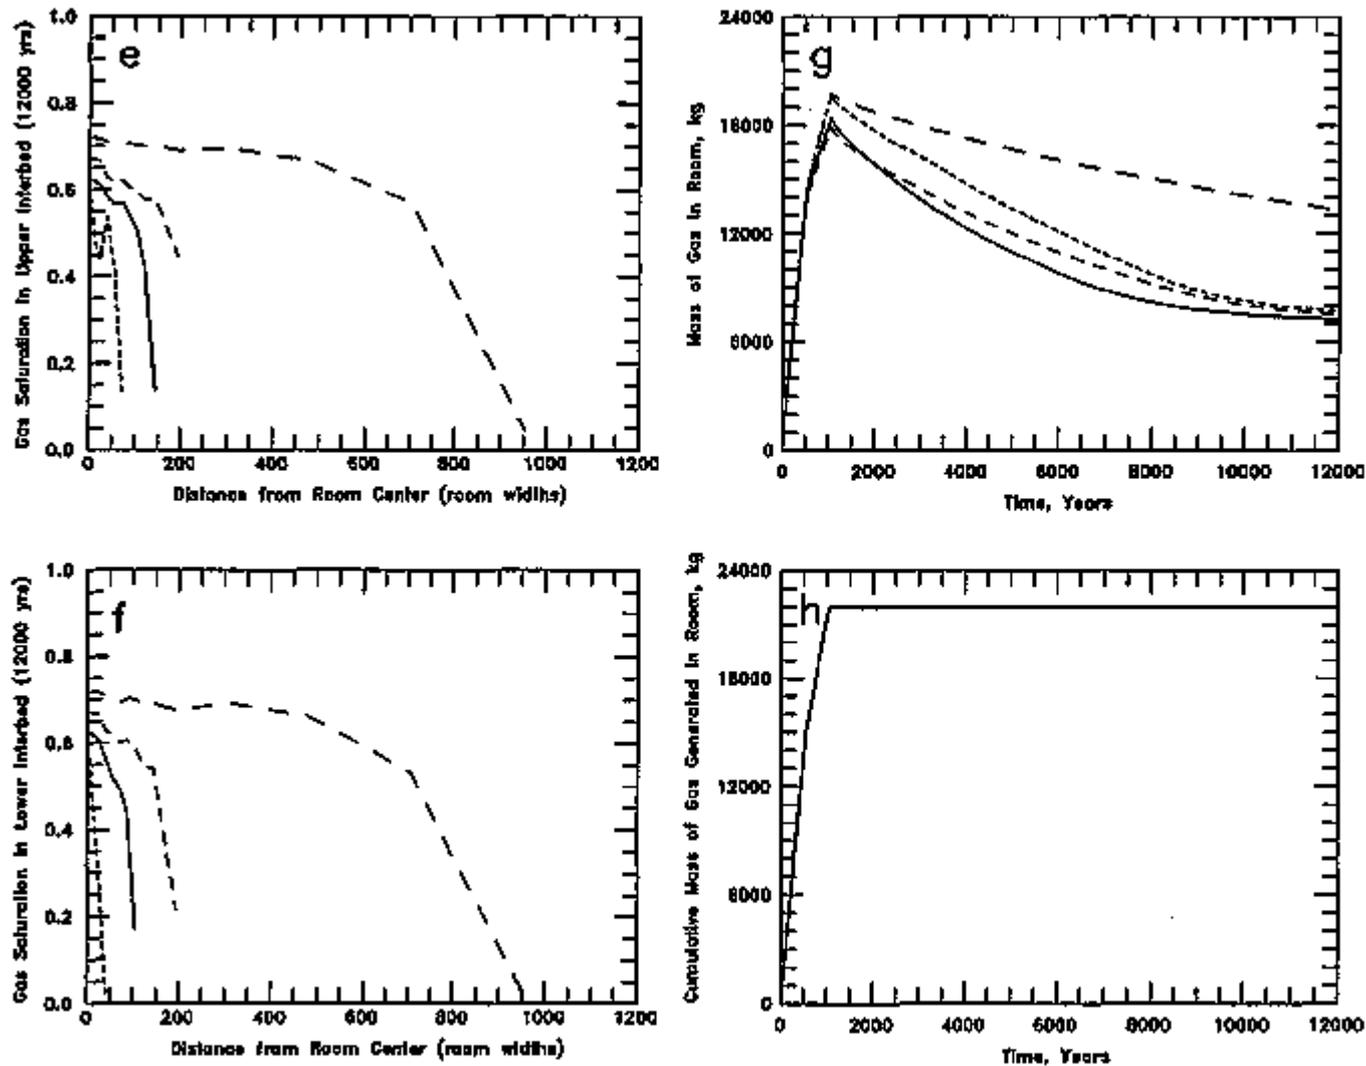 e
Gas Saturation in Upper Interbed (12000 yrs)
1.0
0.8
0.6
0.4
0.2
0.0
0 200 400 600 800 1000 1200
Distance from Room Center (room widths)
g
Mass of Gas in Room, kg
24000
18000
12000
6000
0
0 2000 4000 6000 8000 10000 12000
Time, Years
f
Gas Saturation in Lower Interbed (12000 yrs)
1.0
0.8
0.6
0.4
0.2
0.0
0 200 400 600 800 1000 1200
Distance from Room Center (room widths)
h
Cumulative Mass of Gas Generated in Room, kg
24000
18000
12000
6000
0
0 2000 4000 6000 8000 10000 12000
Time, Years